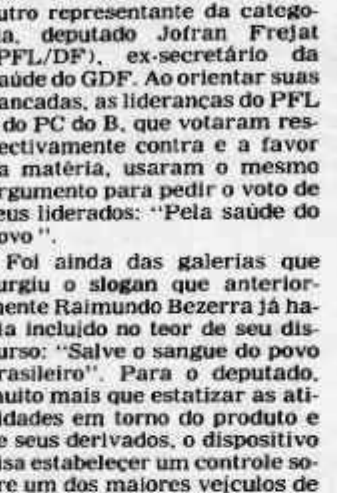 utro representante da catego-
ia, deputado Jofran Frejat
PFL/DF), ex-secretário da
aúde do GDF. Ao orientar suas
ancadas, as lideranças do PFL
do PC do B, que votaram res-
ectivamente contra e a favor
a matéria, usaram o mesmo
rgumento para pedir o voto de
eus liderados: "Pela saúde do
ovo".
Foi ainda das galerias que
urgiu o slogan que anterior-
mente Raimundo Bezerra já ha-
ia incluído no teor de seu dis-
urso: "Salve o sangue do povo
rasileiro". Para o deputado,
muito mais que estatizar as ati-
idades em torno do produto e
e seus derivados, o dispositivo
isa estabelecer um controle so-
re um dos maiores veículos de